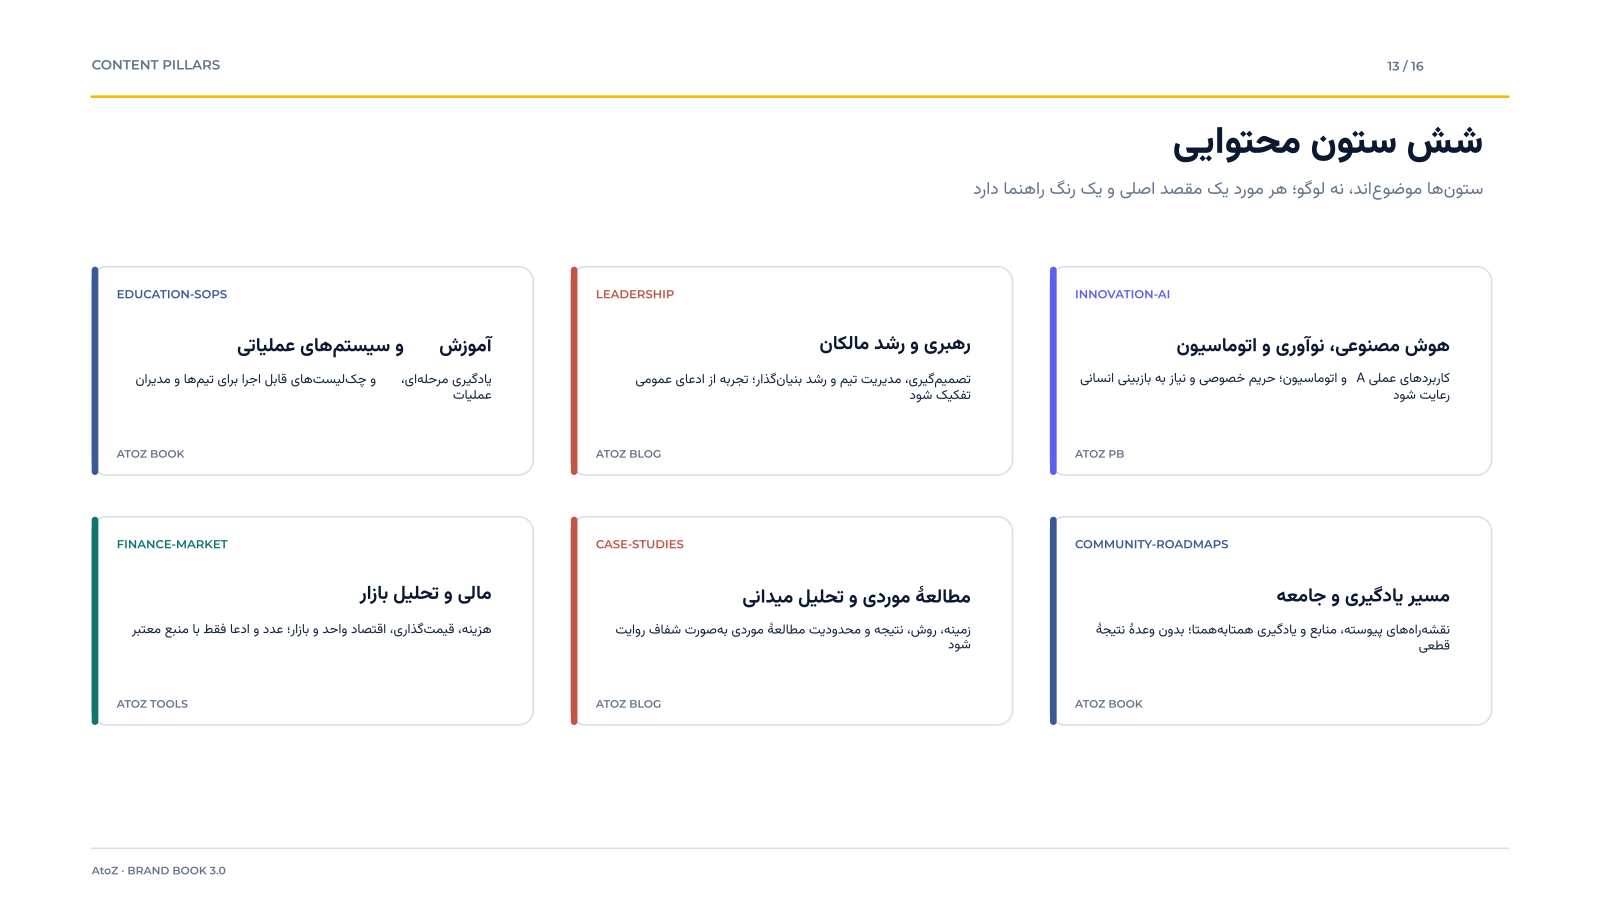 CONTENT PILLARS
13 / 16
شش ستون محتوایی
ستون‌ها موضوع‌اند، نه لوگو؛ هر مورد یک مقصد اصلی و یک رنگ راهنما دارد
INNOVATION-AI
هوش مصنوعی، نوآوری و اتوماسیون
کاربردهای عملی A و اتوماسیون؛ حریم خصوصی و نیاز به بازبینی انسانی
رعایت شود
ATOZ PB
LEADERSHIP
رهبری و رشد مالکان
تصمیم‌گیری، مدیریت تیم و رشد بنیان‌گذار؛ تجربه از ادعای عمومی
تفکیک شود
ATOZ BLOG
EDUCATION-SOPS
آموزش و سیستم‌های عملیاتی
یادگیری مرحله‌ای، و چک‌لیست‌های قابل اجرا برای تیم‌ها و مدیران
عملیات
ATOZ BOOK
COMMUNITY-ROADMAPS
مسیر یادگیری و جامعه
نقشه‌راه‌های پیوسته، منابع و یادگیری همتابه‌همتا؛ بدون وعدهٔ نتیجهٔ
قطعی
ATOZ BOOK
CASE-STUDIES
مطالعهٔ موردی و تحلیل میدانی
زمینه، روش، نتیجه و محدودیت مطالعهٔ موردی به‌صورت شفاف روایت
شود
ATOZ BLOG
FINANCE-MARKET
مالی و تحلیل بازار
هزینه، قیمت‌گذاری، اقتصاد واحد و بازار؛ عدد و ادعا فقط با منبع معتبر
ATOZ TOOLS
AtoZ · BRAND BOOK 3.0